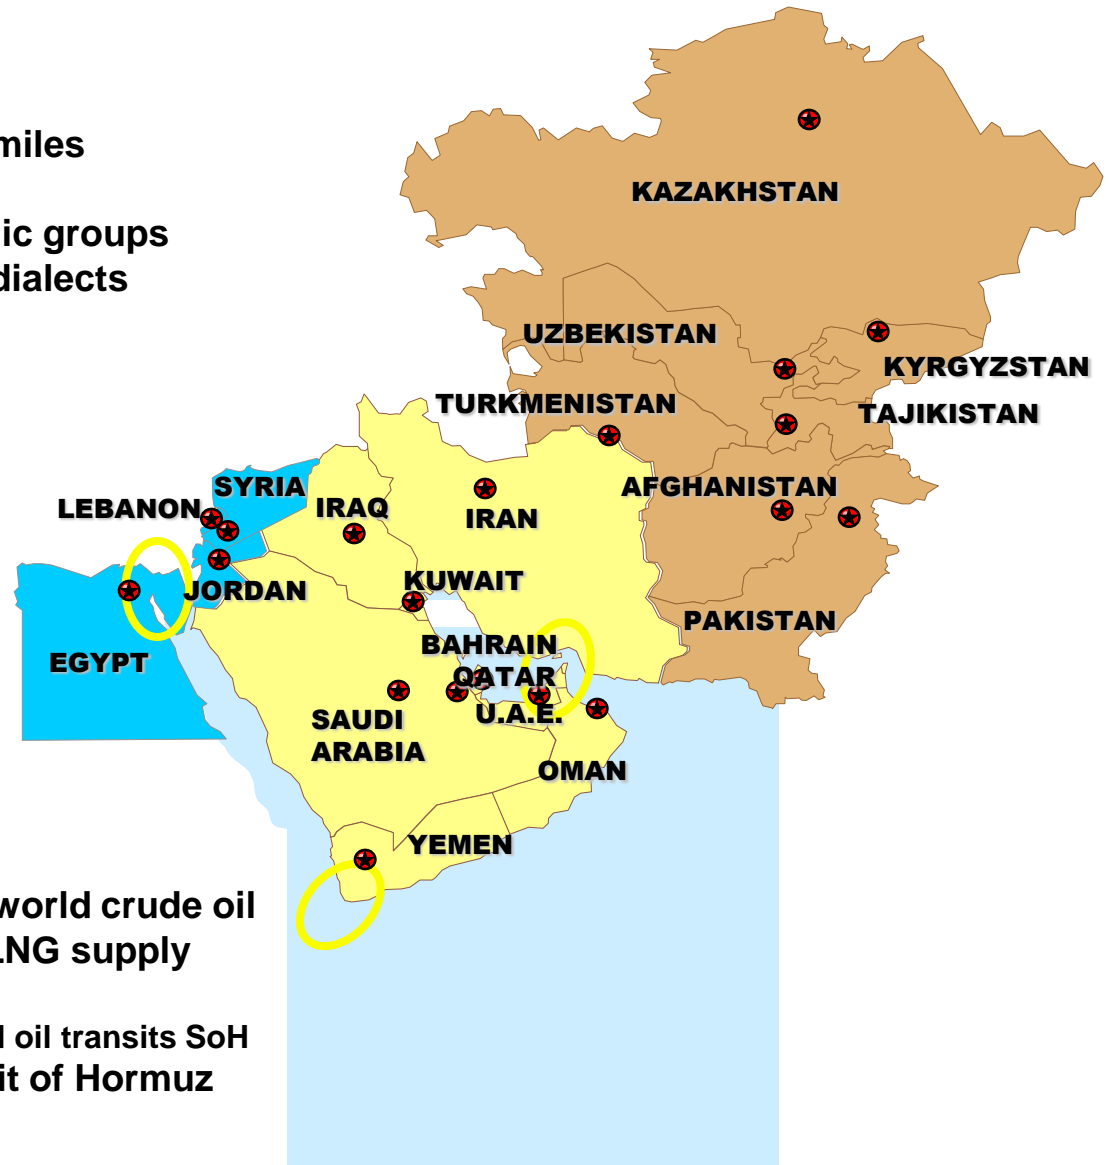 miles
ic groups
dialects
KAZAKHSTAN
UZBEKISTAN
KYRGYZSTAN
TURKMENISTAN
TAJIKISTAN
SYRIA
AFGHANISTAN
LEBANON
IRAQ
IRAN
KUWAIT
JORDAN
PAKISTAN
BAHRAIN
EGYPT
QATAR
U.A.E.
SAUDI
ARABIA
OMAN
YEMEN
world crude oil
LNG supply
l oil transits SoH
it of Hormuz